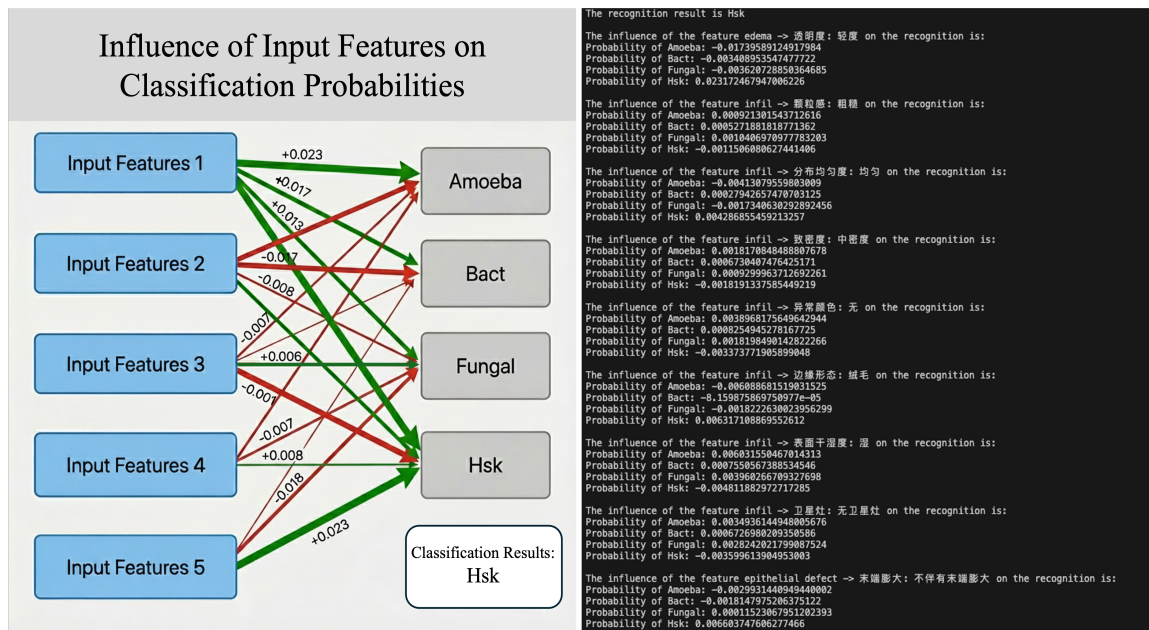 Influence of Input Features on
Classification Probabilities
Input Features 1
Input Features 2
Input Features 3
Input Features 4
Input Features 5
+0.023
+0.017
+0.013
-0.017
-0.008
-0.007
+0.006
-0.001
-0.007
+0.008
-0.018
+0.023
Amoeba
Bact
Fungal
Hsk
Classification Results:
Hsk
The recognition result is Hsk
The influence of the feature edema -> 透明度: 轻度 on the recognition is:
Probability of Amoeba: -0.01739589124917984
Probability of Bact: -0.003408953547477722
Probability of Fungal: -0.003620728850364685
Probability of Hsk: 0.023172467947006226
The influence of the feature infil -> 颗粒感: 粗糙 on the recognition is:
Probability of Amoeba: 0.000921301543712616
Probability of Bact: 0.0005271881818771362
Probability of Fungal: 0.0010406970977783203
Probability of Hsk: -0.0011506080627441406
The influence of the feature infil -> 分布均匀度: 均匀 on the recognition is:
Probability of Amoeba: -0.00413079559803009
Probability of Bact: 0.00027942657470703125
Probability of Fungal: -0.0017340630292892456
Probability of Hsk: 0.004286855459213257
The influence of the feature infil -> 致密度: 中密度 on the recognition is:
Probability of Amoeba: 0.0018170848488807678
Probability of Bact: 0.0006730407476425171
Probability of Fungal: 0.0009299963712692261
Probability of Hsk: -0.0018191337585449219
The influence of the feature infil -> 异常颜色: 无 on the recognition is:
Probability of Amoeba: 0.0038968175649642944
Probability of Bact: 0.0008254945278167725
Probability of Fungal: 0.0018198490142822266
Probability of Hsk: -0.003373771905899048
The influence of the feature infil -> 边缘形态: 绒毛 on the recognition is:
Probability of Amoeba: -0.006088681519031525
Probability of Bact: -8.159875869750977e-05
Probability of Fungal: -0.0018222630023956299
Probability of Hsk: 0.006317108869552612
The influence of the feature infil -> 表面干湿度: 湿 on the recognition is:
Probability of Amoeba: 0.006031550467014313
Probability of Bact: 0.0007550567388534546
Probability of Fungal: 0.003960266709327698
Probability of Hsk: -0.004811882972717285
The influence of the feature infil -> 卫星灶: 无卫星灶 on the recognition is:
Probability of Amoeba: 0.0034936144948005676
Probability of Bact: 0.0006726980209350586
Probability of Fungal: 0.0028242021799087524
Probability of Hsk: -0.003599613904953003
The influence of the feature epithelial defect -> 末端膨大: 不伴有末端膨大 on the recognition is:
Probability of Amoeba: -0.0029931440949440002
Probability of Bact: -0.0018147975206375122
Probability of Fungal: 0.00011523067951202393
Probability of Hsk: 0.006603747606277466